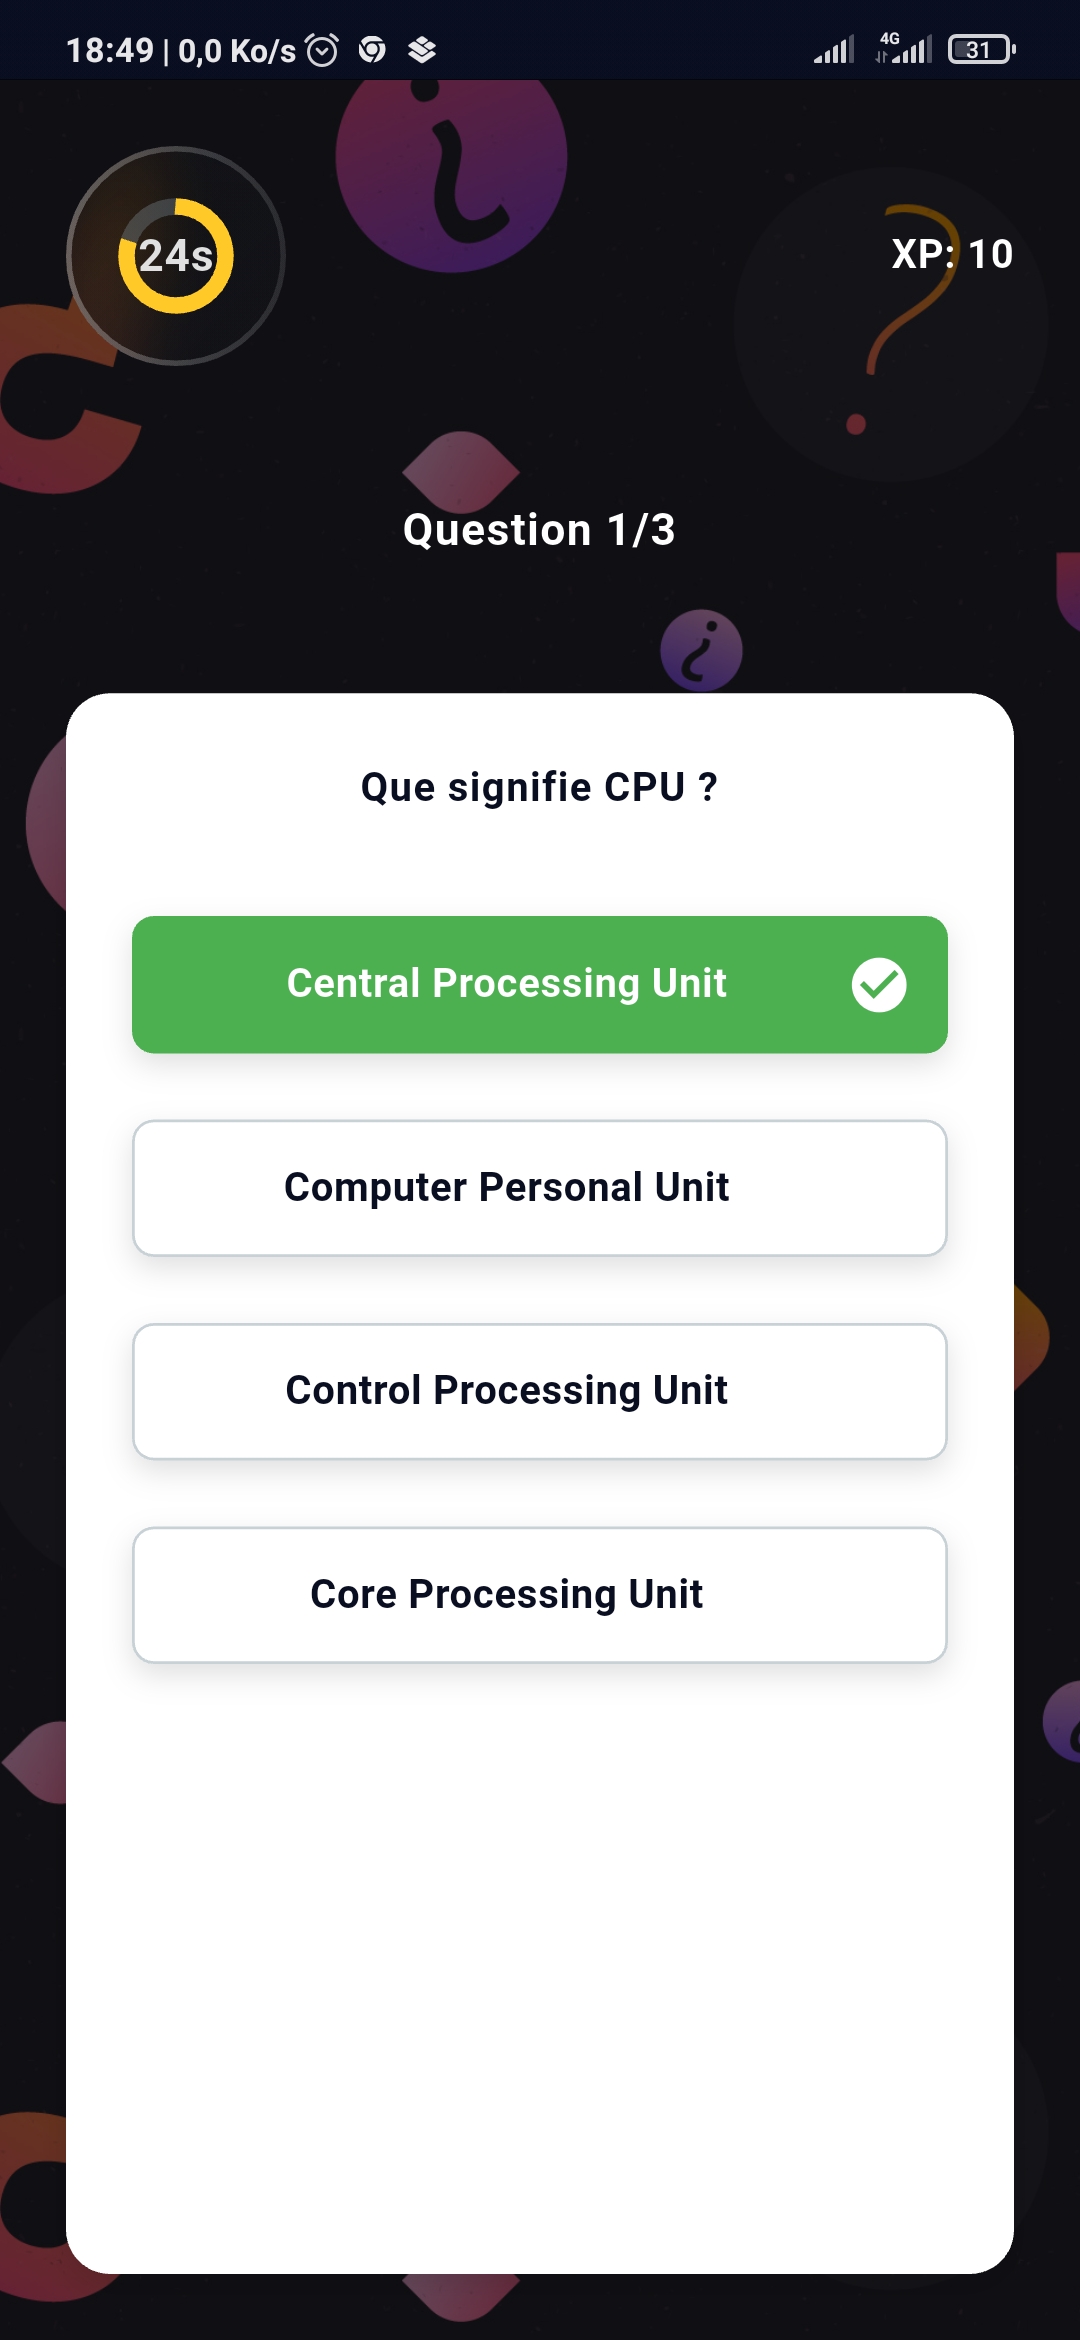 18:49 | 0,0 Ko/s
4G
31
24s
XP: 10
Question 1/3
Que signifie CPU ?
Central Processing Unit
Computer Personal Unit
Control Processing Unit
Core Processing Unit